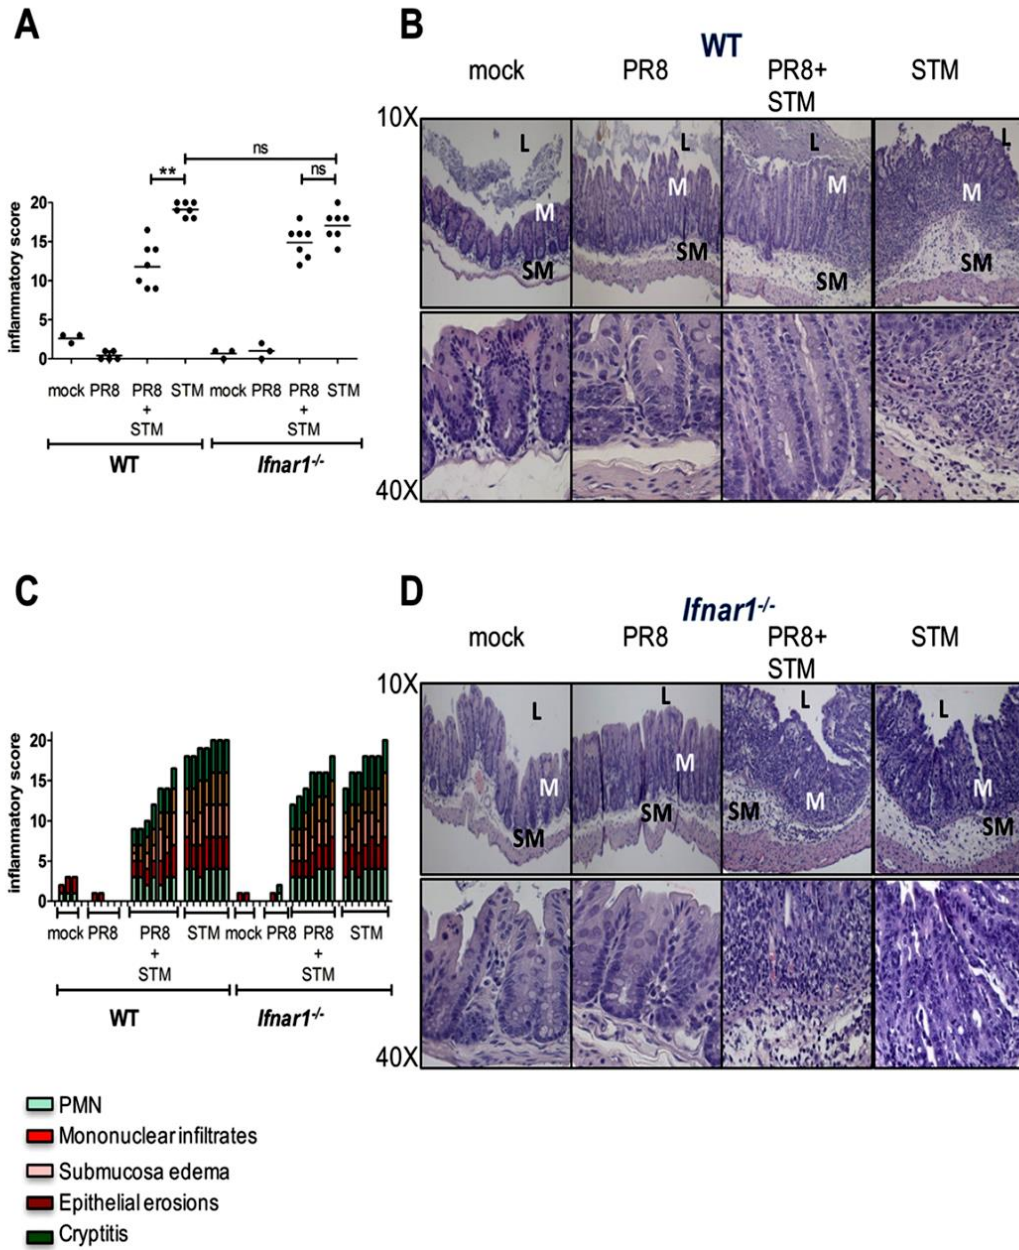 A
ns
**
ns
inflammatory score
20
15
10
5
0
mock PR8 PR8 STM mock PR8 PR8 STM
+ +
STM STM
WT Ifnar1-/-
B
WT
mock PR8 PR8+ STM
STM
10X
L L L L
M M M M
SM SM SM SM
40X
C
inflammatory score
20
15
10
5
0
mock PR8 PR8 STM mock PR8 PR8 STM
+ +
STM STM
WT Ifnar1-/-
PMN
Mononuclear infiltrates
Submucosa edema
Epithelial erosions
Cryptitis
D
Ifnar1-/-
mock PR8 PR8+ STM
STM
10X
L L L L
M M M M
SM SM SM SM
40X